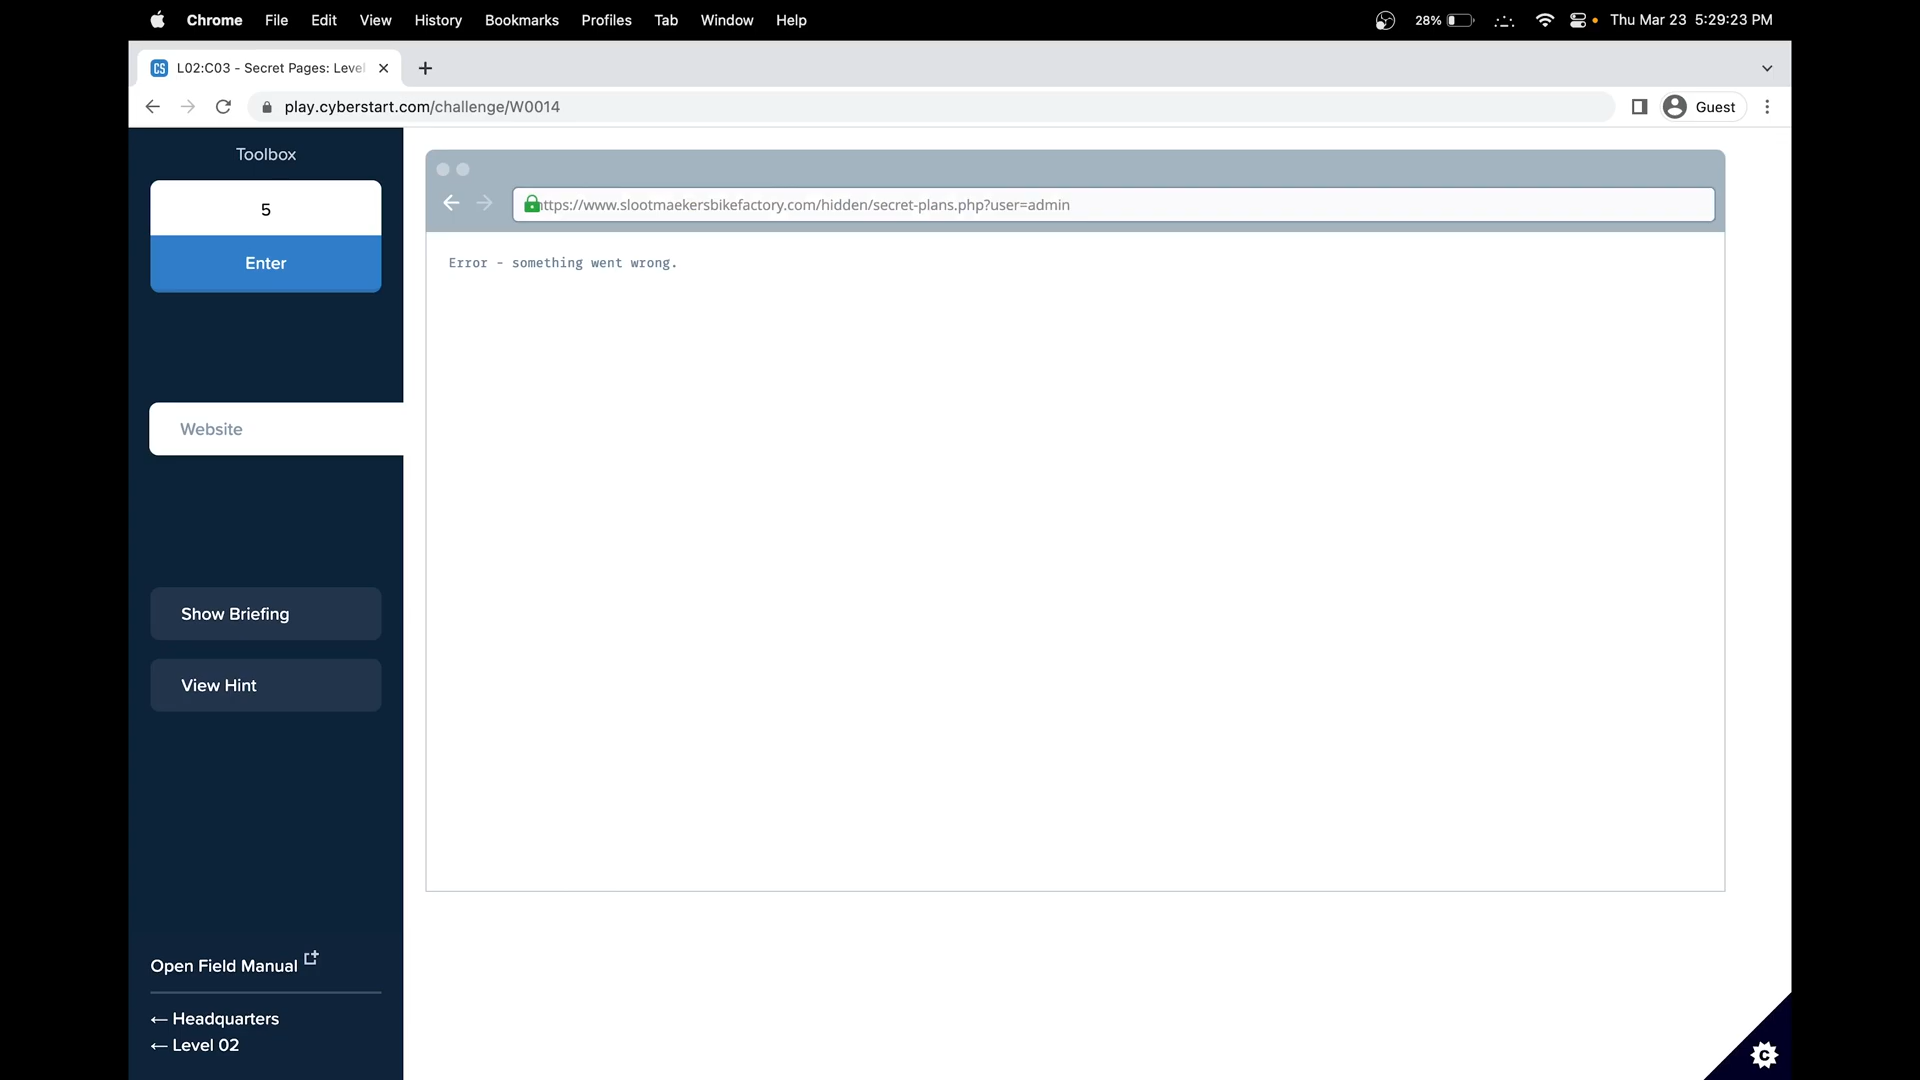 Chrome File Edit View History Bookmarks Profiles Tab Window Help 28% Thu Mar 23 5:29:23 PM
CS L02:C03 - Secret Pages: Level
play.cyberstart.com/challenge/W0014 Guest
Toolbox
5
Enter
Website
Show Briefing
View Hint
Open Field Manual
← Headquarters
← Level 02
ttps://www.slootmaekersbikefactory.com/hidden/secret-plans.php?user=admin
Error - something went wrong.
C